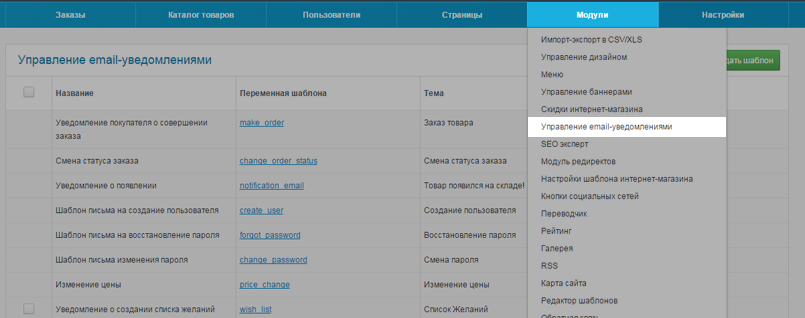 Заказы Каталог товаров Пользователи Страницы Модули Настройки
Управление email-уведомлениями
дать шаблон
Название Переменная шаблона Тема
Уведомление покупателя о совершении
заказа
make_order Заказ товара
Смена статуса заказа change_order_status Смена статуса заказа
Уведомление о появлении notification_email Товар появился на складе!
Шаблон письма на создание пользователя create_user Создание пользователя
Шаблон письма на восстановление пароля forgot_password Восстановление пароля
Шаблон письма изменения пароля change_password Смена пароля
Изменение цены price_change Изменение цены
Уведомление о создании списка желаний wish_list Список Желаний
Импорт-экспорт в CSV/XLS
Управление дизайном
Меню
Управление баннерами
Скидки интернет-магазина
Управление email-уведомлениями
SEO эксперт
Модуль редиректов
Настройки шаблона интернет-магазина
Кнопки социальных сетей
Переводчик
Рейтинг
Галерея
RSS
Карта сайта
Редактор шаблонов
Обратная связь